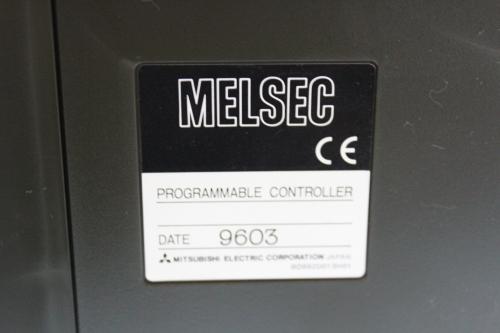 MELSEC
CE
PROGRAMMABLE CONTROLLER
DATE 9603
MITSUBISHI ELECTRIC CORPORATION JAPAN